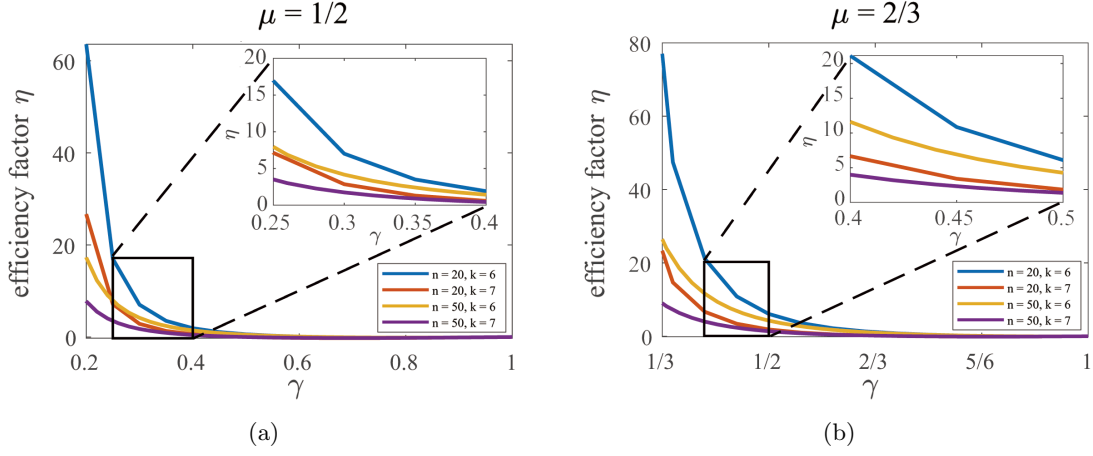 μ = 1/2
efficiency factor η
60
40
20
0
0.2
0.4
0.6
0.8
1
γ
20
15
10
5
0
η
0.25
0.3
0.35
0.4
γ
n = 20, k = 6
n = 20, k = 7
n = 50, k = 6
n = 50, k = 7
(a)
μ = 2/3
efficiency factor η
80
60
40
20
0
1/3
1/2
2/3
5/6
1
γ
20
15
10
5
0
η
0.4
0.45
0.5
γ
n = 20, k = 6
n = 20, k = 7
n = 50, k = 6
n = 50, k = 7
(b)